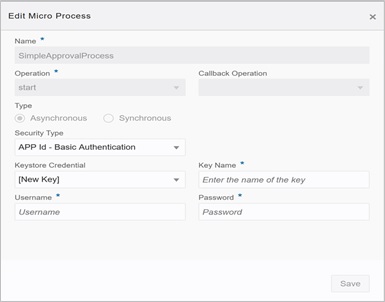 Edit Micro Process ×
Name *
SimpleApprovalProcess
Operation * Callback Operation
start
Type
Asynchronous Synchronous
Security Type
APP Id - Basic Authentication
Keystore Credential Key Name *
[New Key] Enter the name of the key
Username * Password *
Username Password
Save